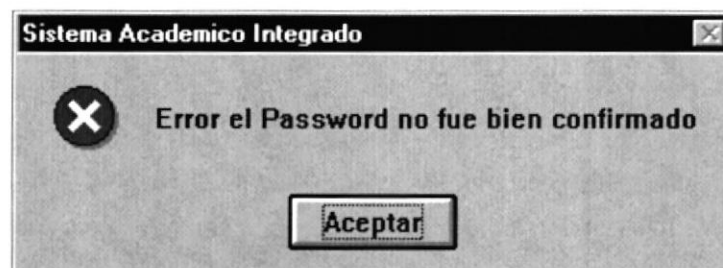 Sistema Academico Integrado
Error el Password no fue bien confirmado
Aceptar